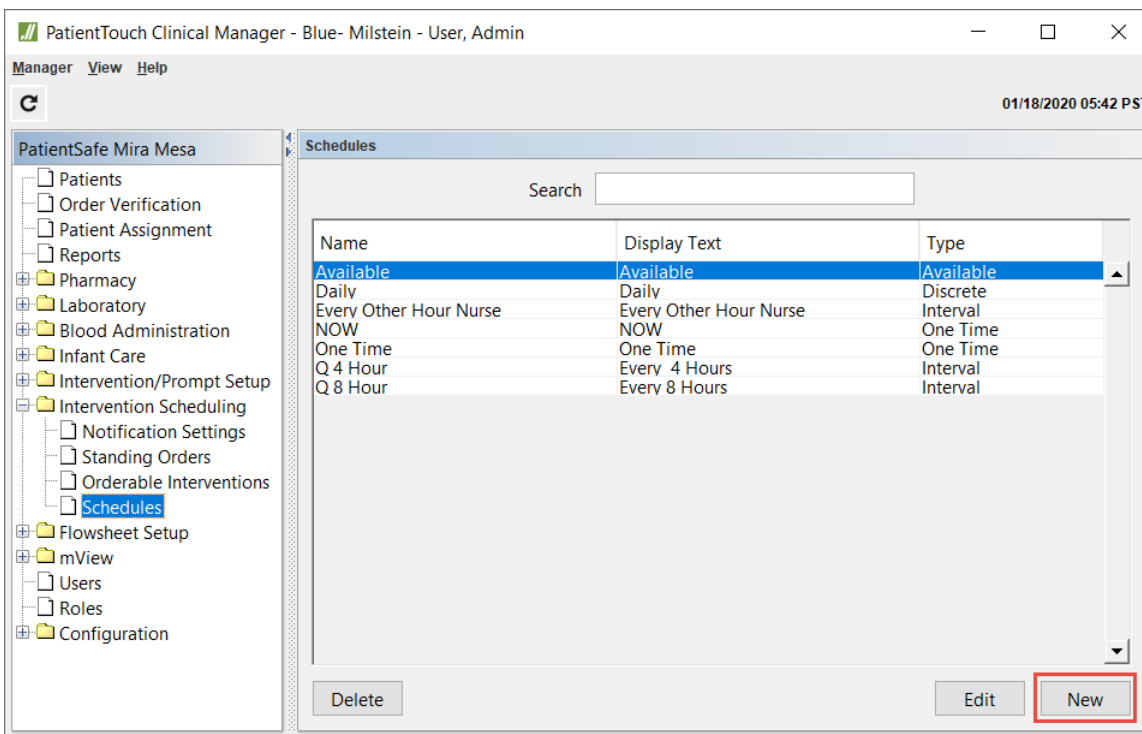 PatientTouch Clinical Manager - Blue- Milstein - User, Admin
Manager View Help
01/18/2020 05:42 PST
PatientSafe Mira Mesa
Patients
Order Verification
Patient Assignment
Reports
Pharmacy
Laboratory
Blood Administration
Infant Care
Intervention/Prompt Setup
Intervention Scheduling
Notification Settings
Standing Orders
Orderable Interventions
Schedules
Flowsheet Setup
mView
Users
Roles
Configuration
Schedules
Search
Name Display Text Type
Available Available Available
Daily Daily Discrete
Every Other Hour Nurse Every Other Hour Nurse Interval
NOW NOW One Time
One Time One Time One Time
Q 4 Hour Every 4 Hours Interval
Q 8 Hour Every 8 Hours Interval
Delete Edit New